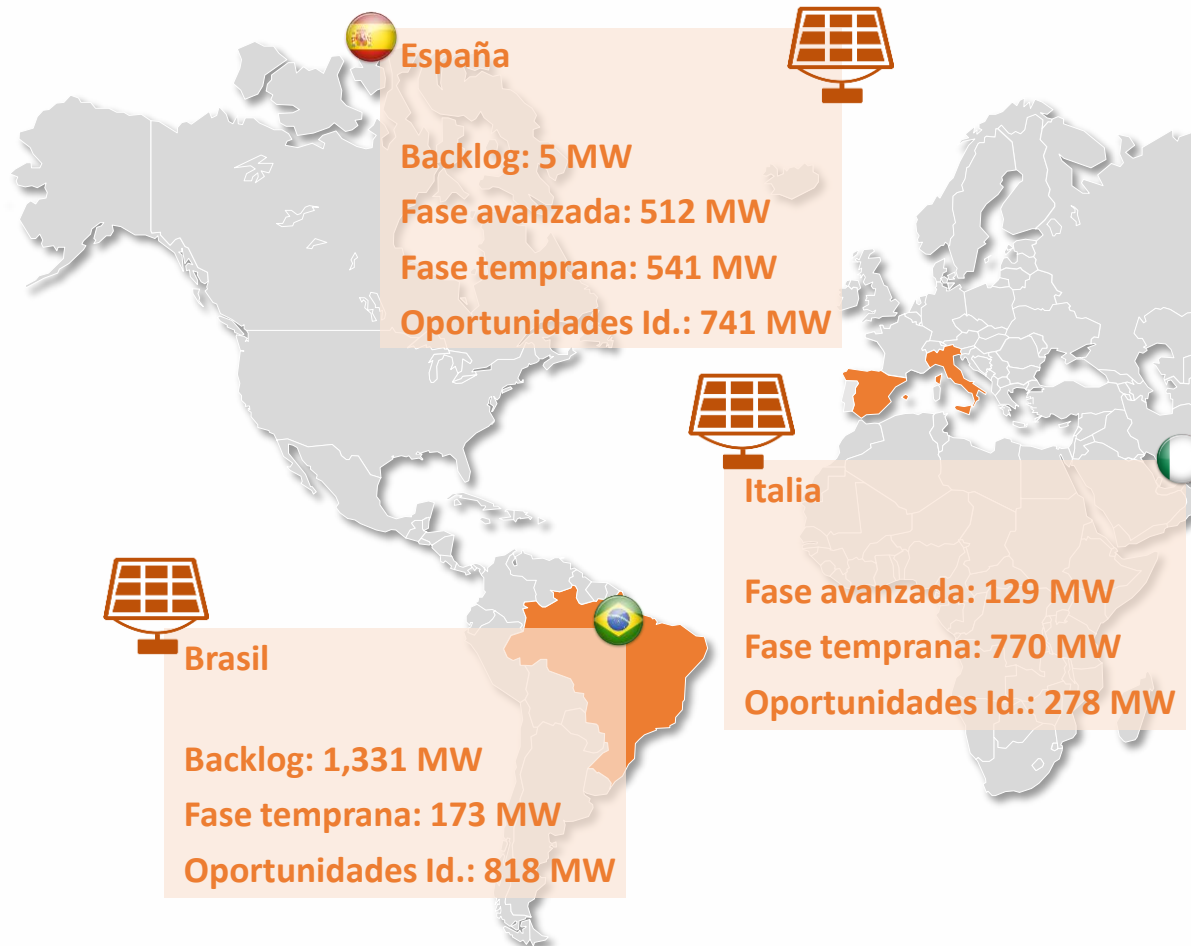 España
Backlog: 5 MW
Fase avanzada: 512 MW
Fase temprana: 541 MW
Oportunidades Id.: 741 MW
Italia
Fase avanzada: 129 MW
Fase temprana: 770 MW
Oportunidades Id.: 278 MW
Brasil
Backlog: 1,331 MW
Fase temprana: 173 MW
Oportunidades Id.: 818 MW